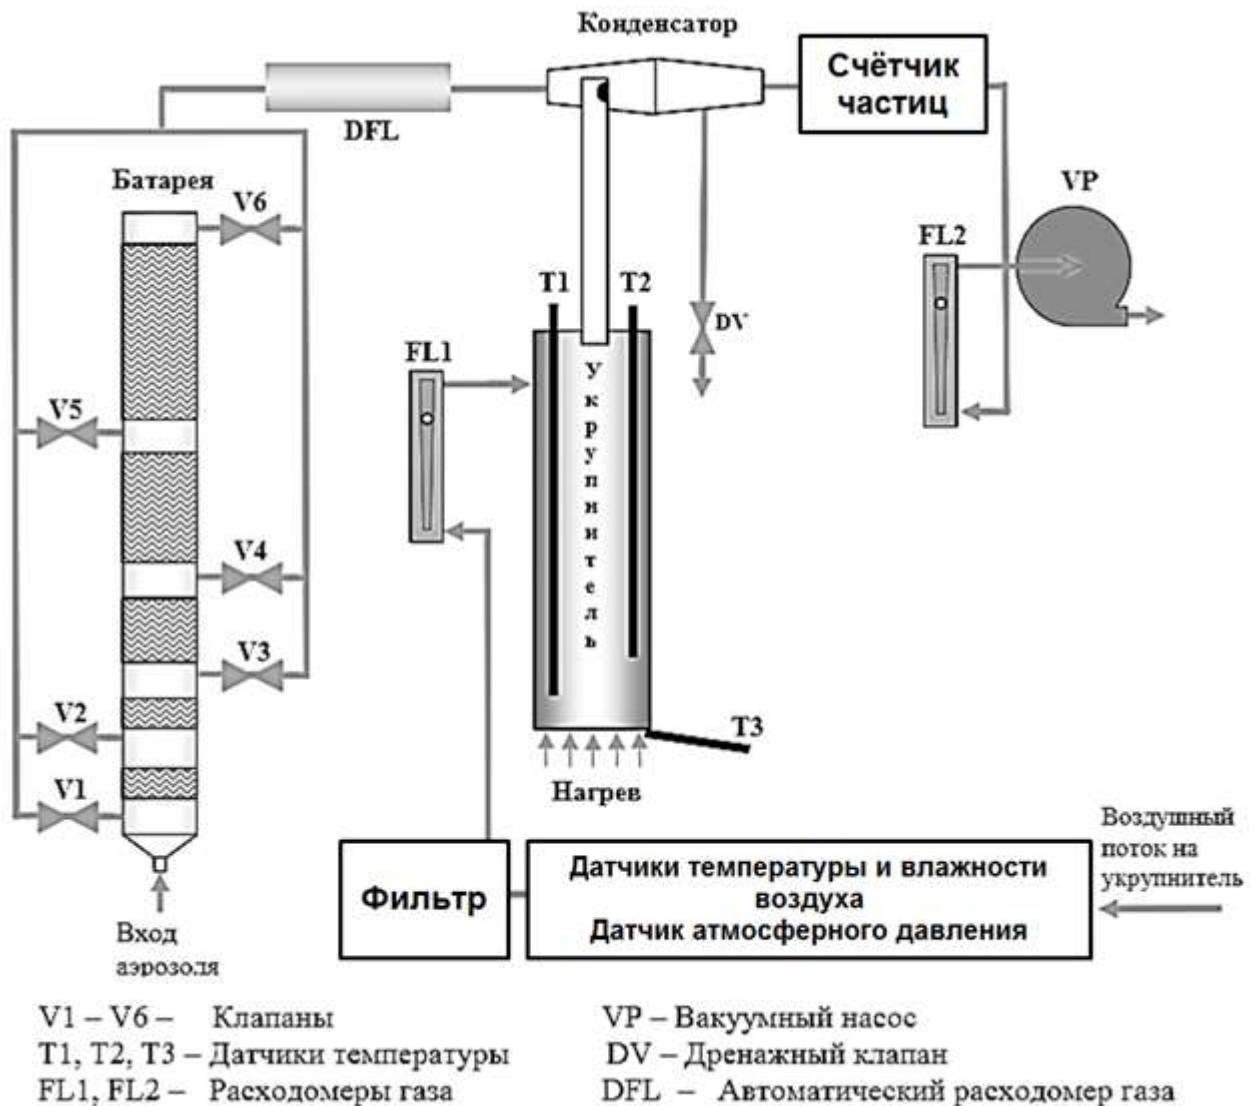 Конденсатор
Счётчик
частиц
DFL
VP
Батарея
V6
FL2
T1
T2
DV
FL1
Укрупнитель
V5
V4
V3
V2
T3
V1
Нагрев
Воздушный
поток на
укрупнитель
Фильтр
Датчики температуры и влажности
воздуха
Датчик атмосферного давления
Вход
аэрозоля
V1 – V6 – Клапаны
T1, T2, T3 – Датчики температуры
FL1, FL2 – Расходомеры газа
VP – Вакуумный насос
DV – Дренажный клапан
DFL – Автоматический расходомер газа